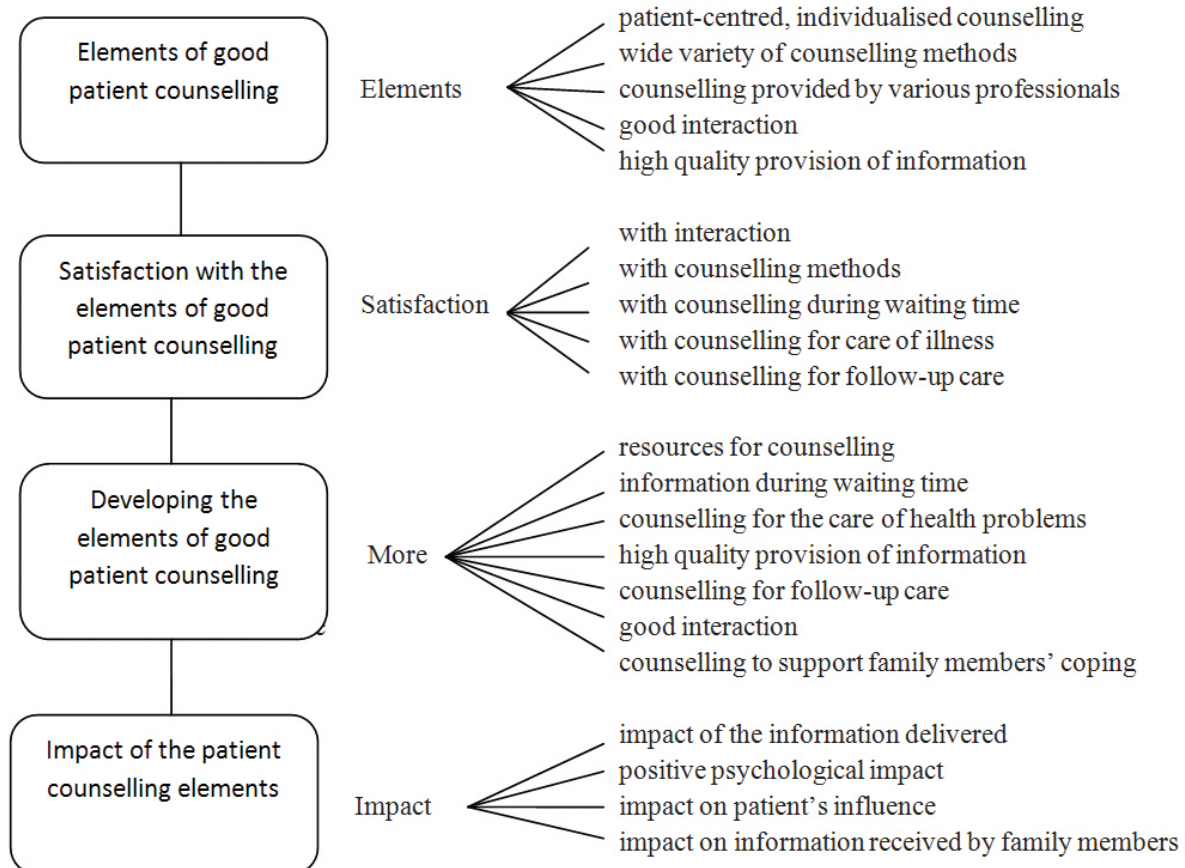 Elements of good
patient counselling
Elements
patient-centred, individualised counselling
wide variety of counselling methods
counselling provided by various professionals
good interaction
high quality provision of information
Satisfaction with the
elements of good
patient counselling
Satisfaction
with interaction
with counselling methods
with counselling during waiting time
with counselling for care of illness
with counselling for follow-up care
Developing the
elements of good
patient counselling
More
resources for counselling
information during waiting time
counselling for the care of health problems
high quality provision of information
counselling for follow-up care
good interaction
counselling to support family members’ coping
Impact of the patient
counselling elements
Impact
impact of the information delivered
positive psychological impact
impact on patient’s influence
impact on information received by family members